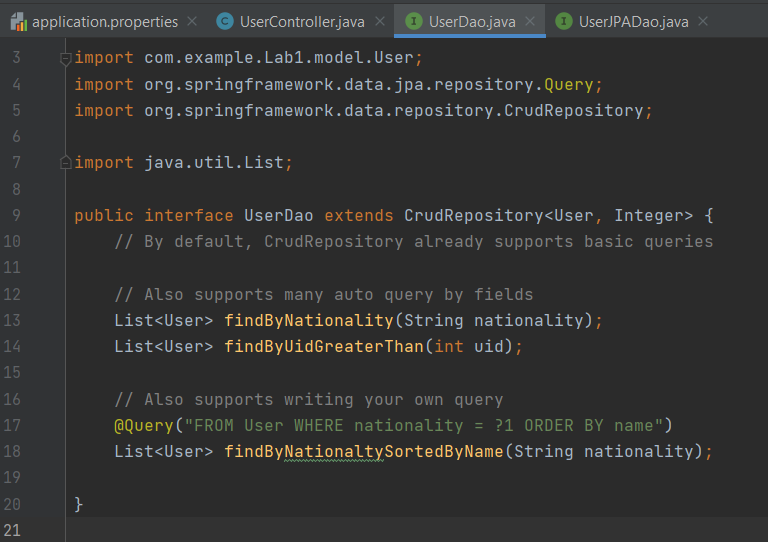 application.properties UserController.java UserDao.java UserJPADao.java
3 import com.example.Lab1.model.User;
4 import org.springframework.data.jpa.repository.Query;
5 import org.springframework.data.repository.CrudRepository;
6
7 import java.util.List;
8
9 public interface UserDao extends CrudRepository<User, Integer> {
10 // By default, CrudRepository already supports basic queries
11
12 // Also supports many auto query by fields
13 List<User> findByNationality(String nationality);
14 List<User> findByUidGreaterThan(int uid);
15
16 // Also supports writing your own query
17 @Query("FROM User WHERE nationality = ?1 ORDER BY name")
18 List<User> findByNationaltySortedByName(String nationality);
19
20 }
21